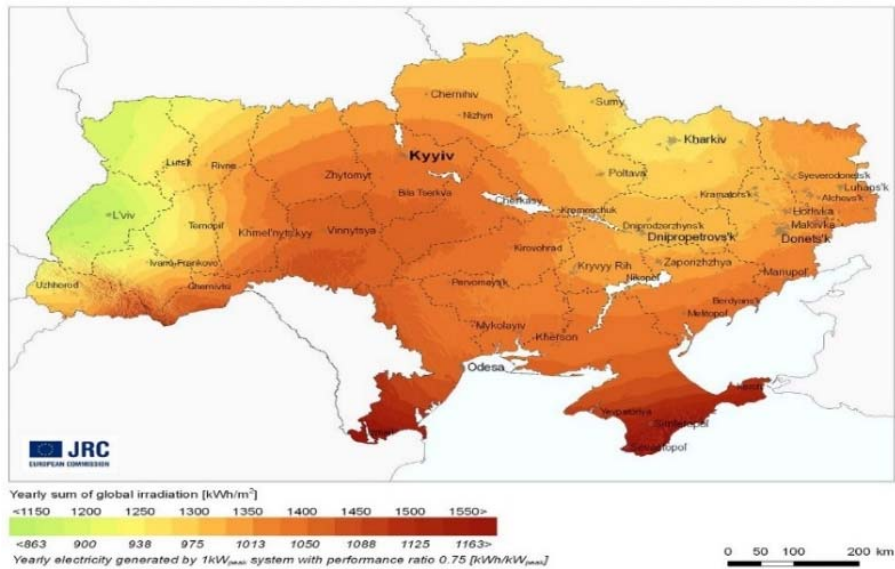 Chernihiv
Sumy
Nizhyn
Kharkiv
Kyyiv
Luts'k
Rivne
Zhytomyr
Poltava
Syeverodonets'k
Bila Tserkva
Kramators'k
Luhans'k
Cherkasy
Alchevs'k
L'viv
Kremenchuk
Horlivka
Ternopil'
Khmel'nyts'kyy
Vinnytsya
Dniprodzerzhyns'k
Makiivka
Dnipropetrovs'k
Donets'k
Kirovohrad
Ivano-Frankovs
Zaporizhzhya
Kryvyy Rih
Mariupol'
Uzhhorod
Chernivtsi
Pervomays'k
Nikopol'
Berdyans'k
Melitopol'
Mykolayiv
Kherson
Odesa
Yevpatoriya
Simferopol'
Sevastopol'
JRC
EUROPEAN COMMISSION
Yearly sum of global irradiation [kWh/m²]
<1150 1200 1250 1300 1350 1400 1450 1500 1550>
<863 900 938 975 1013 1050 1088 1125 1163>
Yearly electricity generated by 1kWpeak system with performance ratio 0.75 [kWh/kWpeak]
0 50 100 200 km